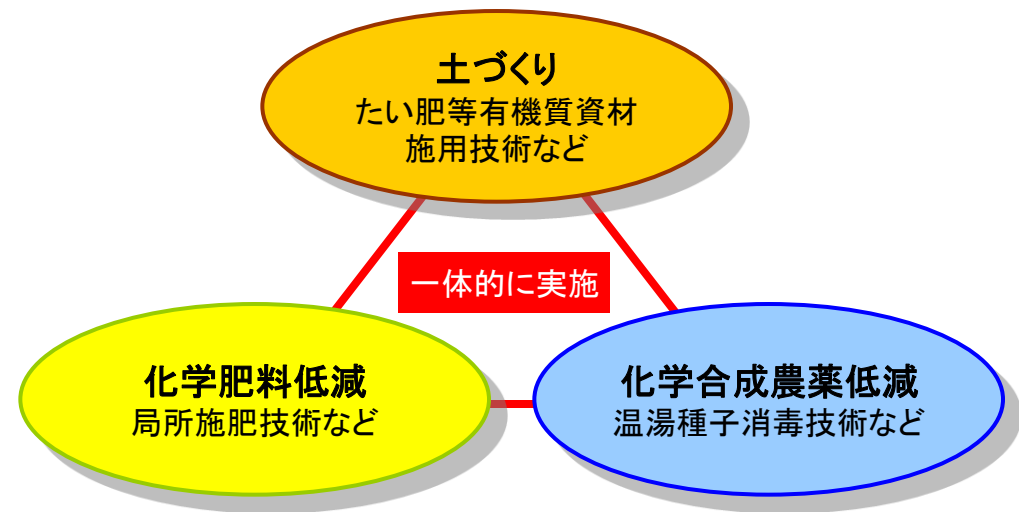 土づくり
たい肥等有機質資材
施用技術など
一体的に実施
化学肥料低減
局所施肥技術など
化学合成農薬低減
温湯種子消毒技術など